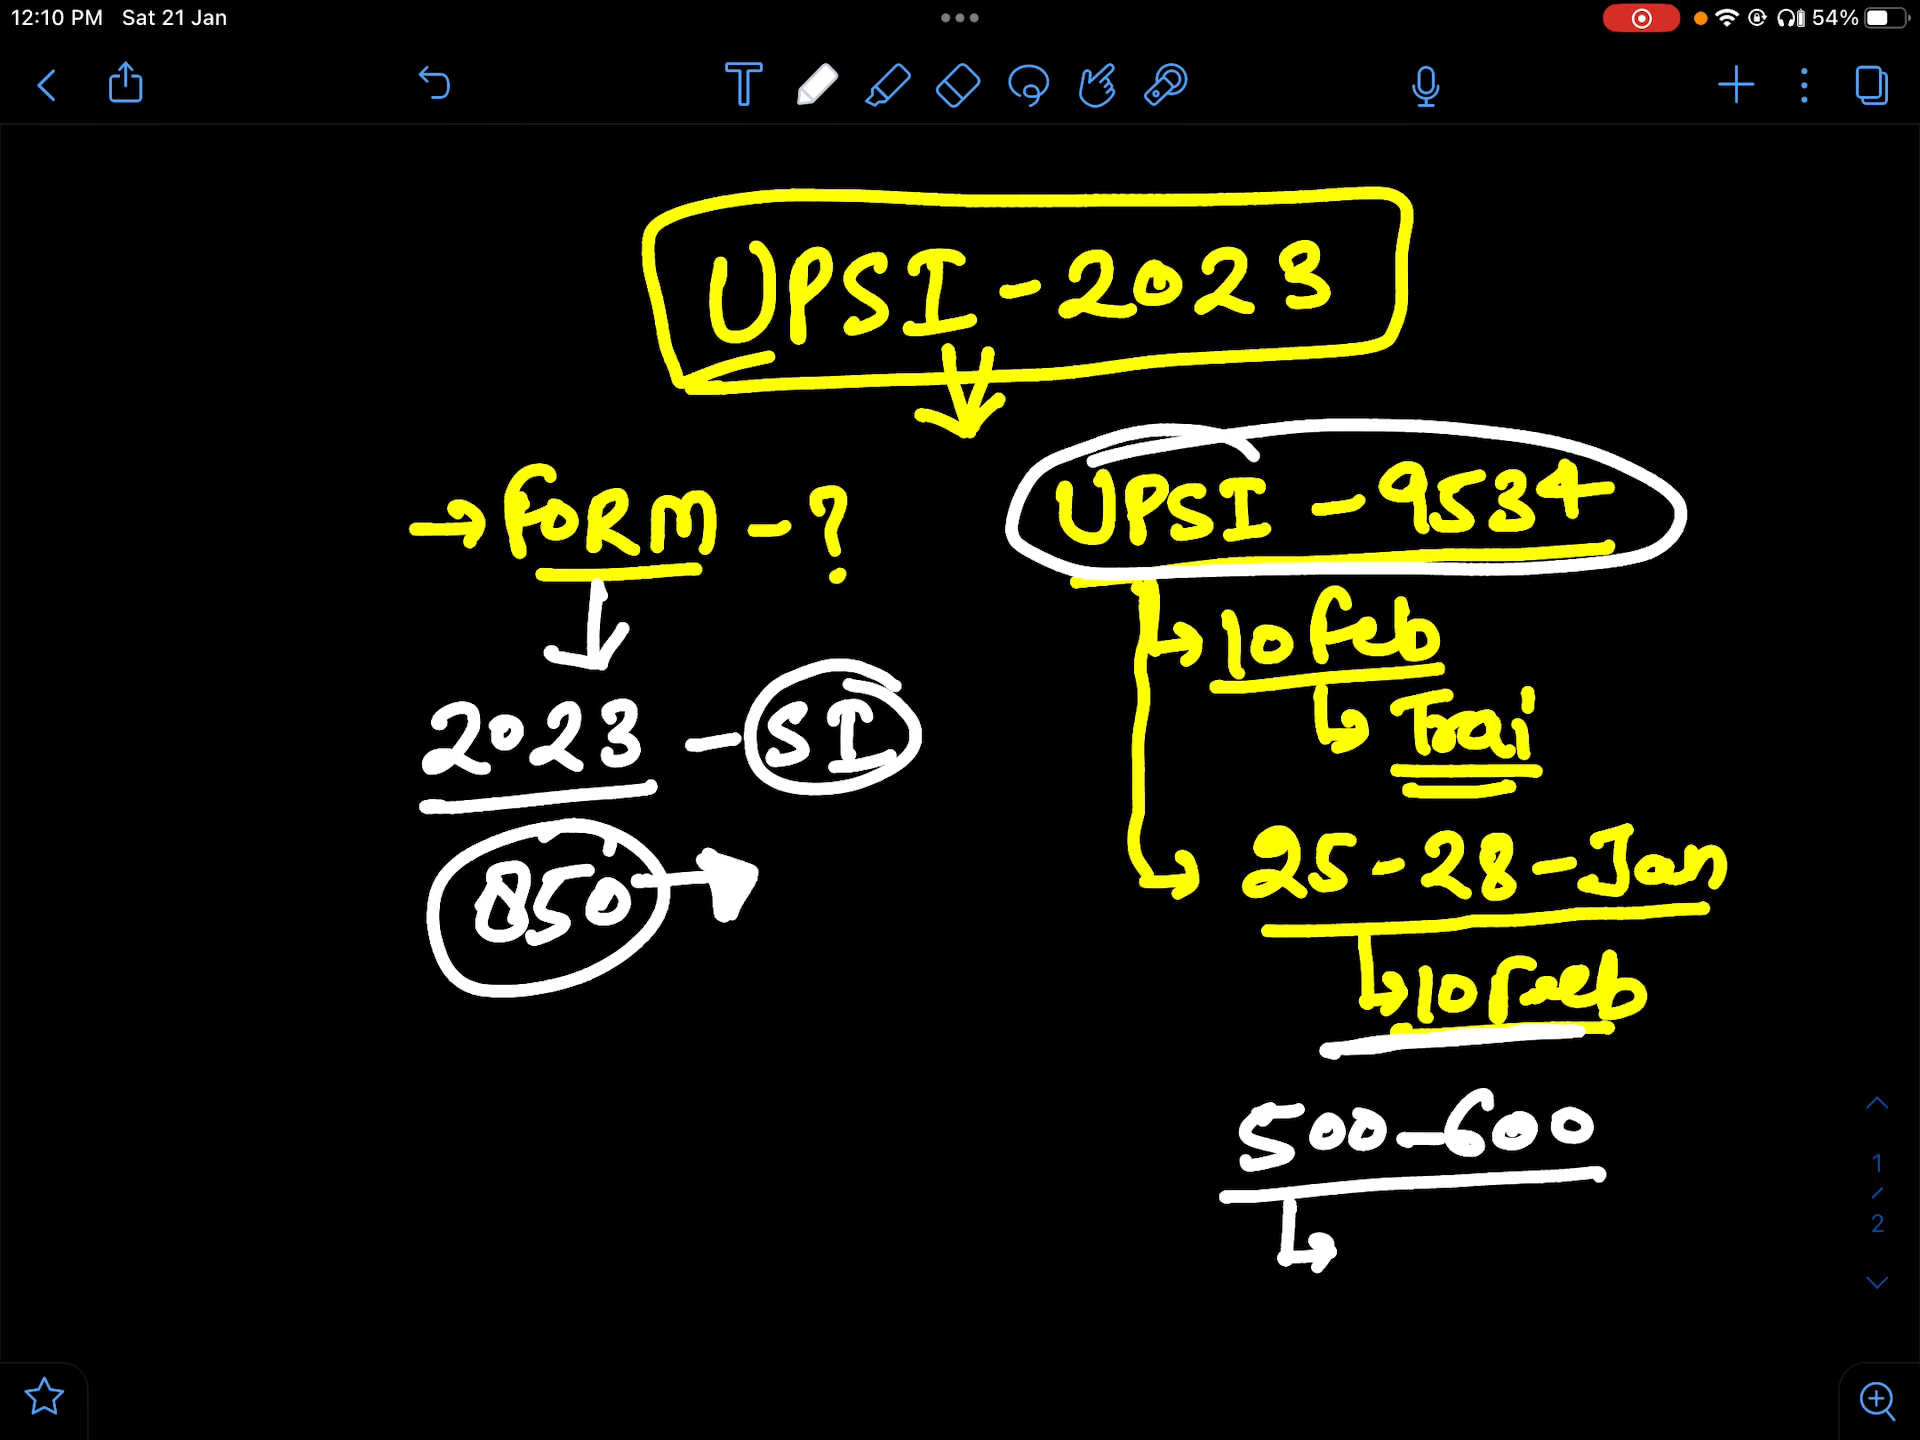 12:10 PM Sat 21 Jan
54%
T
UPSI-2023
→ FORM - ?
UPSI - 9534
10 Feb
Trai
2023 - SI
850
25-28-Jan
10 Feeb
500-600
1
/
2